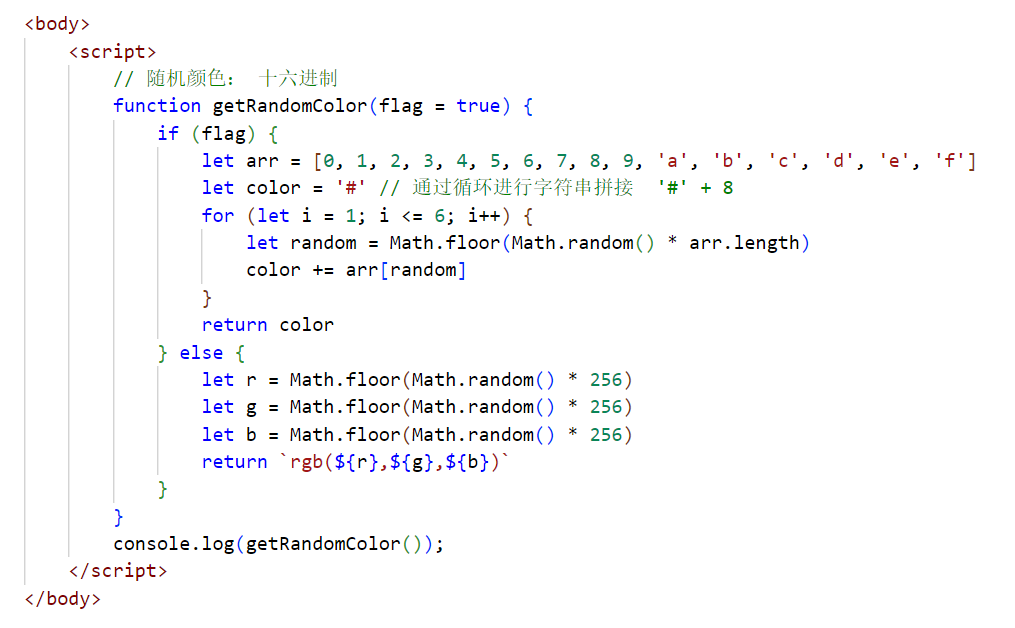 <body>
<script>
// 随机颜色： 十六进制
function getRandomColor(flag = true) {
if (flag) {
let arr = [0, 1, 2, 3, 4, 5, 6, 7, 8, 9, 'a', 'b', 'c', 'd', 'e', 'f']
let color = '#' // 通过循环进行字符串拼接  '#' + 8
for (let i = 1; i <= 6; i++) {
let random = Math.floor(Math.random() * arr.length)
color += arr[random]
}
return color
} else {
let r = Math.floor(Math.random() * 256)
let g = Math.floor(Math.random() * 256)
let b = Math.floor(Math.random() * 256)
return `rgb(${r},${g},${b})`
}
}
console.log(getRandomColor());
</script>
</body>